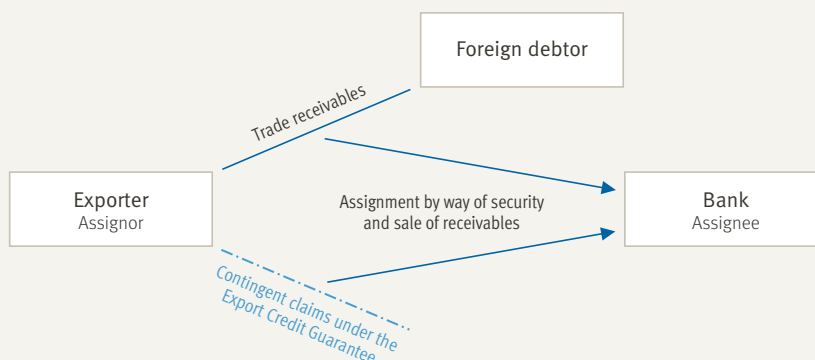 Foreign debtor
Trade receivables
Exporter
Assignor
Assignment by way of security
and sale of receivables
Bank
Assignee
Contingent claims under the
Export Credit Guarantee